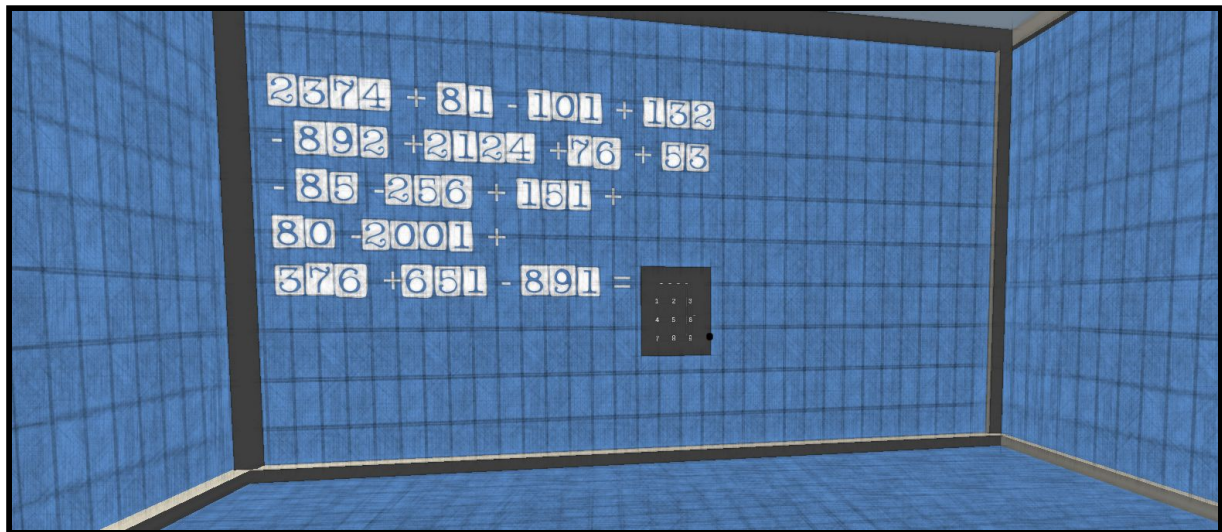 2374 + 81 - 101 + 132
- 892 +2124 +76 + 53
- 85 -256 + 151 +
80 -2001 +
376 +651 - 891 =
- - - -
1 2 3
4 5 6
7 8 9